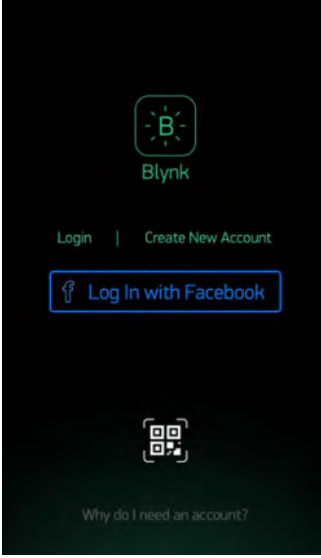 B
Blynk
Login | Create New Account
f Log In with Facebook
Why do I need an account?